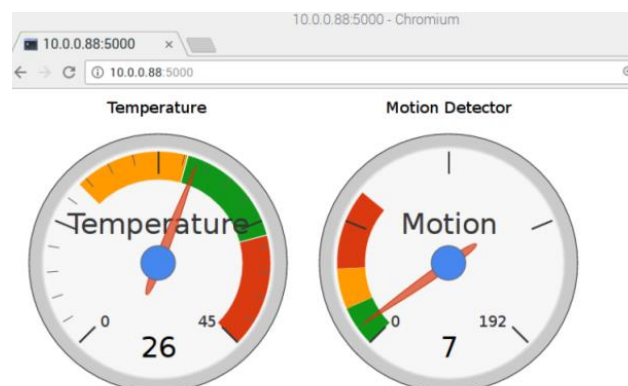 10.0.0.88:5000 - Chromium
10.0.0.88:5000
10.0.0.88:5000
Temperature
Motion Detector
Temperature
Motion
0
45
0
192
26
7